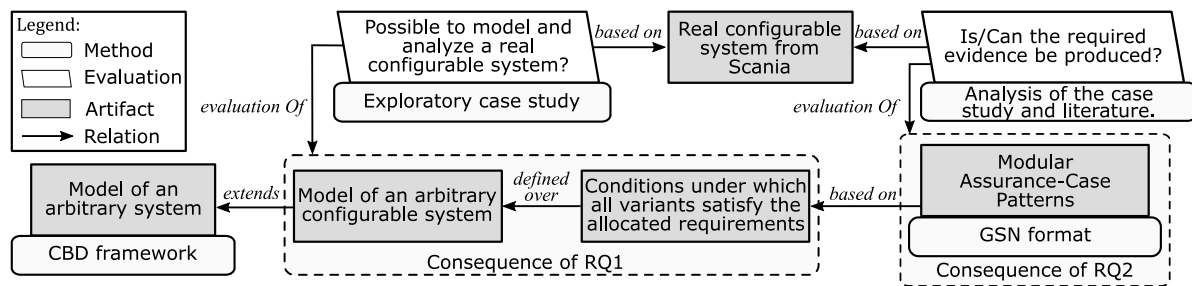 Legend:
Method
Evaluation
Artifact
Relation
Possible to model and
analyze a real
configurable system?
Exploratory case study
based on
Real configurable
system from
Scania
based on
Is/Can the required
evidence be produced?
Analysis of the case
study and literature.
evaluation Of
evaluation Of
Model of an
arbitrary system
CBD framework
extends
Model of an arbitrary
configurable system
defined
over
Conditions under which
all variants satisfy the
allocated requirements
Consequence of RQ1
based on
Modular
Assurance-Case
Patterns
GSN format
Consequence of RQ2